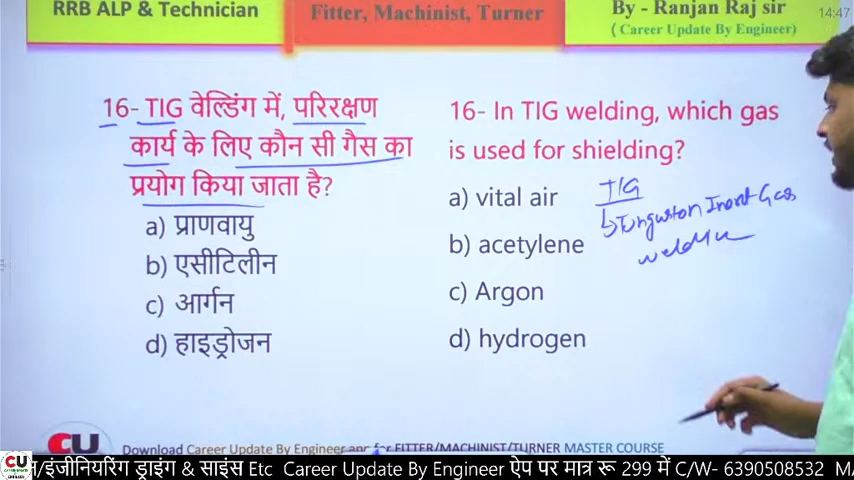 RRB ALP & Technician
Fitter, Machinist, Turner
By - Ranjan Raj sir
( Career Update By Engineer)
14:47
16- TIG वेल्डिंग में, परिरक्षण
कार्य के लिए कौन सी गैस का
प्रयोग किया जाता है?
a) प्राणवायु
b) एसीटिलीन
c) आर्गन
d) हाइड्रोजन
16- In TIG welding, which gas
is used for shielding?
a) vital air
b) acetylene
c) Argon
d) hydrogen
TIG
Inert Gas
CU
Download Career Update By Engineer app for FITTER/MACHINIST/TURNER MASTER COURSE
CU
/इंजीनियरिंग ड्राइंग & साइंस Etc Career Update By Engineer ऐप पर मात्र रू 299 में C/W- 6390508532